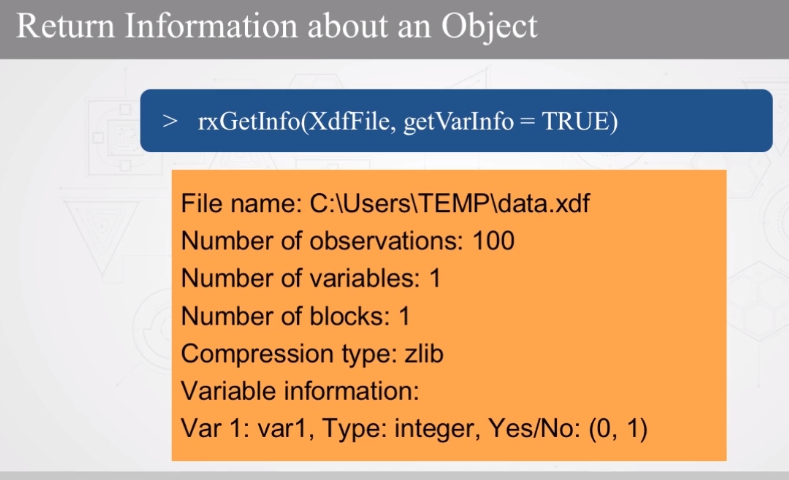 Return Information about an Object
> rxGetInfo(XdfFile, getVarInfo = TRUE)
File name: C:\Users\TEMP\data.xdf
Number of observations: 100
Number of variables: 1
Number of blocks: 1
Compression type: zlib
Variable information:
Var 1: var1, Type: integer, Yes/No: (0, 1)